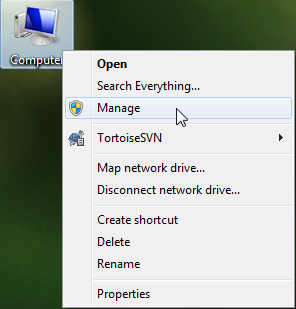 Computer
Open
Search Everything...
Manage
TortoiseSVN
Map network drive...
Disconnect network drive...
Create shortcut
Delete
Rename
Properties